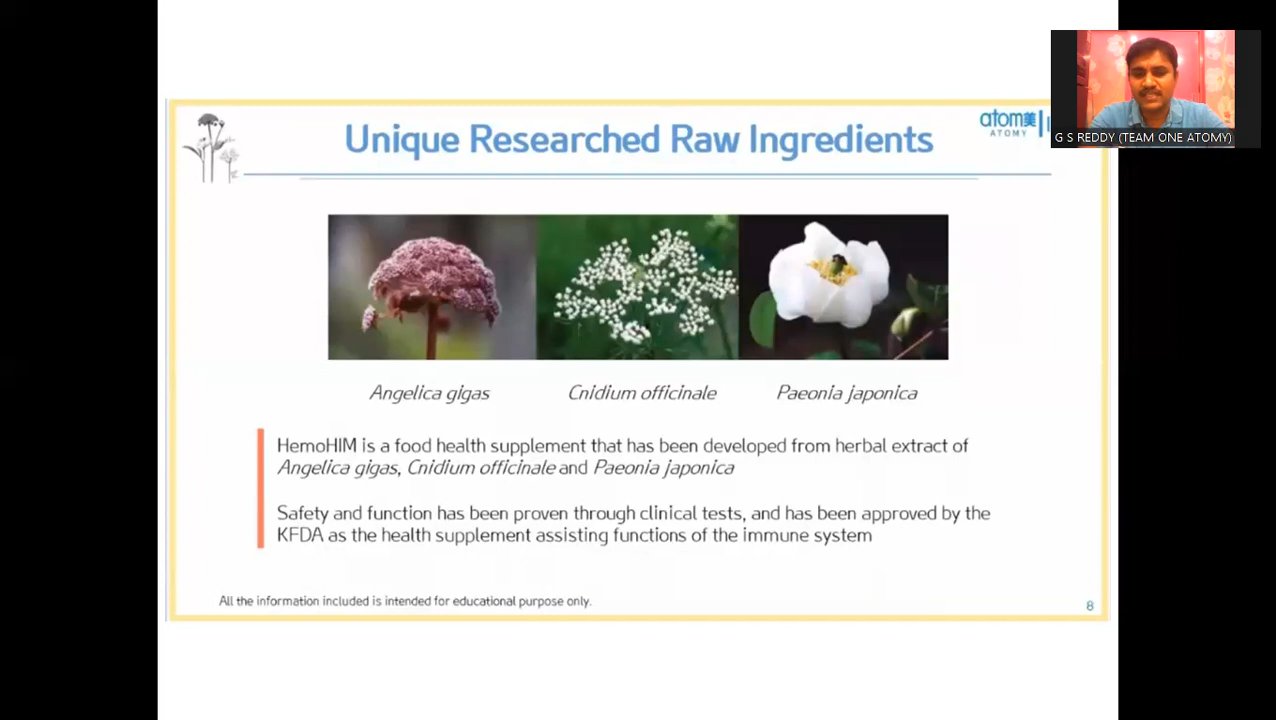 Unique Researched Raw Ingredients
atom美
ATOMY
G S REDDY (TEAM ONE ATOMY)
Angelica gigas
Cnidium officinale
Paeonia japonica
HemoHIM is a food health supplement that has been developed from herbal extract of
Angelica gigas, Cnidium officinale and Paeonia japonica
Safety and function has been proven through clinical tests, and has been approved by the
KFDA as the health supplement assisting functions of the immune system
All the information included is intended for educational purpose only.
8